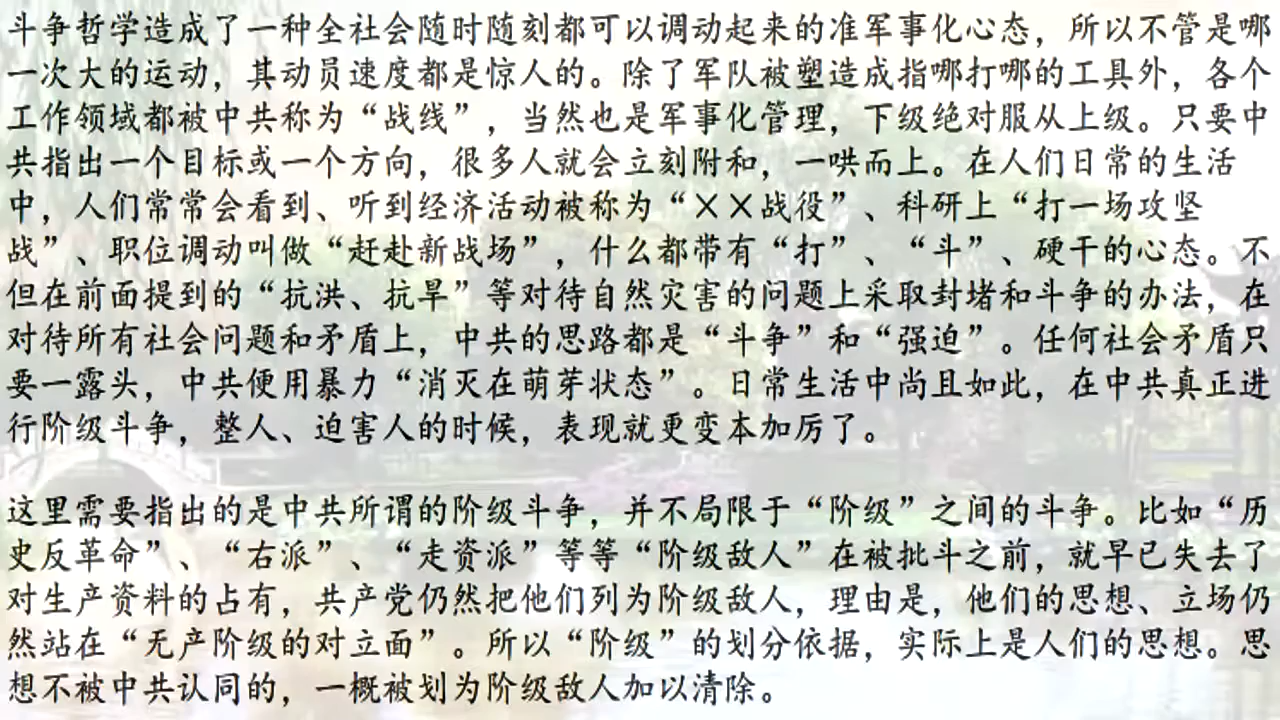 斗争哲学造成了一种全社会随时随刻都可以调动起来的准军事化心态，所以不管是哪
一次大的运动，其动员速度都是惊人的。除了军队被塑造成指哪打哪的工具外，各个
工作领域都被中共称为“战线”，当然也是军事化管理，下级绝对服从上级。只要中
共指出一个目标或一个方向，很多人就会立刻附和，一哄而上。在人们日常的生活
中，人们常常会看到、听到经济活动被称为“××战役”、科研上“打一场攻坚
战”、职位调动叫做“赶赴新战场”，什么都带有“打”、“斗”、硬干的心态。不
但在前面提到的“抗洪、抗旱”等对待自然灾害的问题上采取封堵和斗争的办法，在
对待所有社会问题和矛盾上，中共的思路都是“斗争”和“强迫”。任何社会矛盾只
要一露头，中共便用暴力“消灭在萌芽状态”。日常生活中尚且如此，在中共真正进
行阶级斗争，整人、迫害人的时候，表现就更变本加厉了。
这里需要指出的是中共所谓的阶级斗争，并不局限于“阶级”之间的斗争。比如“历
史反革命”、“右派”、“走资派”等等“阶级敌人”在被批斗之前，就早已失去了
对生产资料的占有，共产党仍然把他们列为阶级敌人，理由是，他们的思想、立场仍
然站在“无产阶级的对立面”。所以“阶级”的划分依据，实际上是人们的思想。思
想不被中共认同的，一概被划为阶级敌人加以清除。